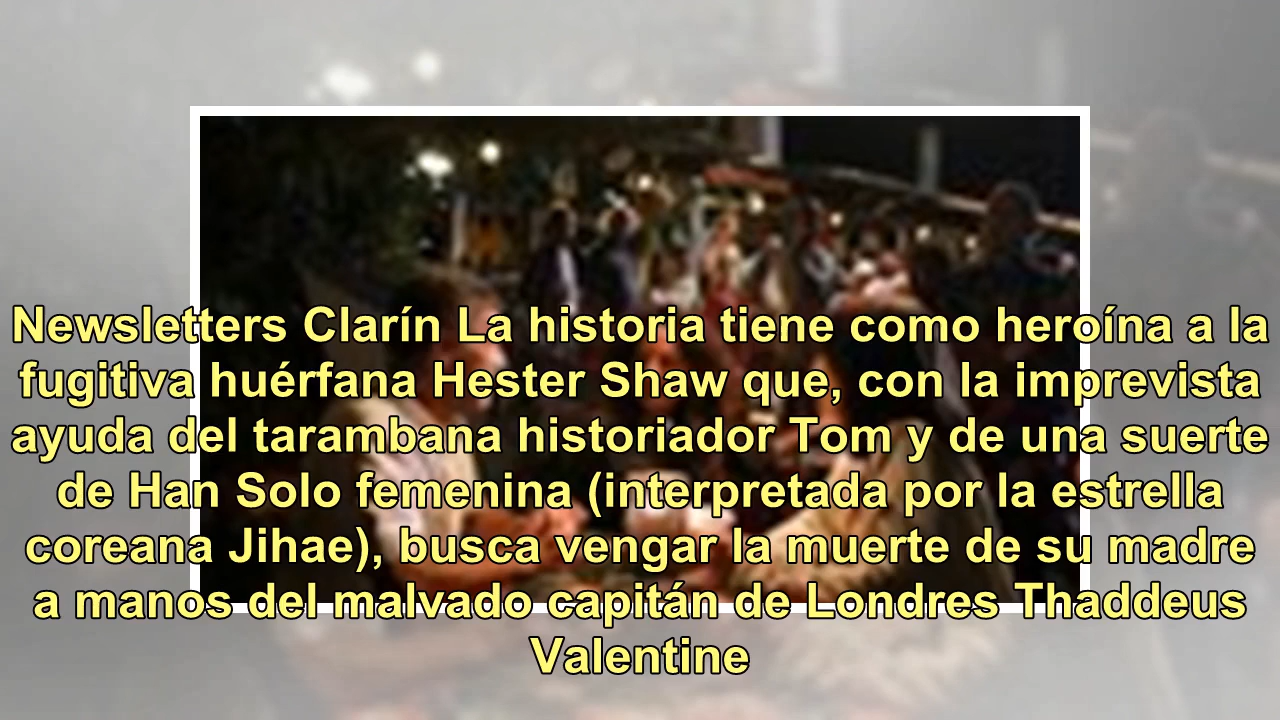 Newsletters Clarín La historia tiene como heroína a la
fugitiva huérfana Hester Shaw que, con la imprevista
ayuda del tarambana historiador Tom y de una suerte
de Han Solo femenina (interpretada por la estrella
coreana Jihae), busca vengar la muerte de su madre
a manos del malvado capitán de Londres Thaddeus
Valentine